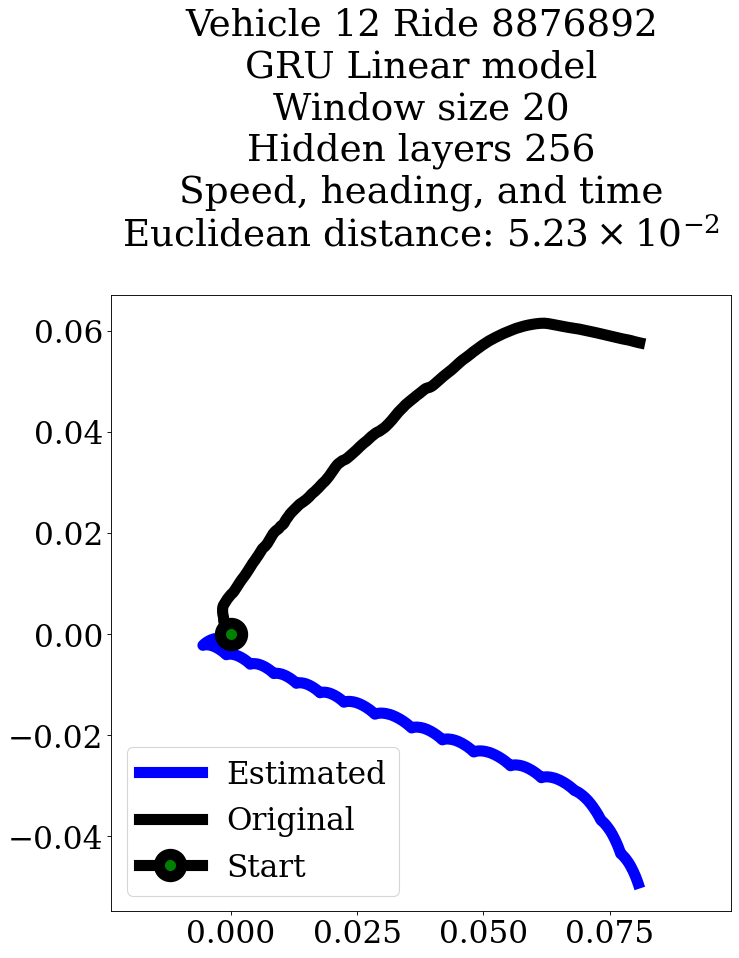 Vehicle 12 Ride 8876892
GRU Linear model
Window size 20
Hidden layers 256
Speed, heading, and time
Euclidean distance: 5.23 × 10⁻²
0.06
0.04
0.02
0.00
−0.02
−0.04
Estimated
Original
Start
0.000 0.025 0.050 0.075